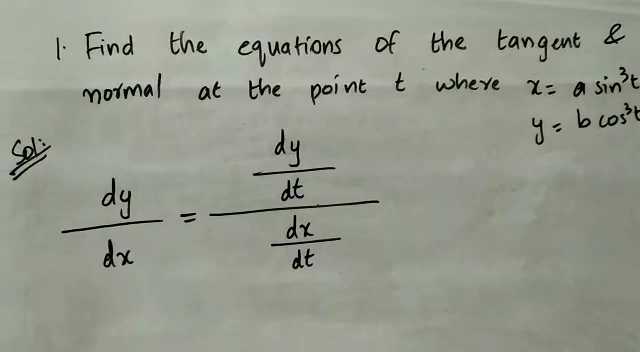 1. Find the equations of the tangent &
normal at the point t where x = a sin³t
y = b cos³t
Sol:
dy/dx = (dy/dt)/(dx/dt)